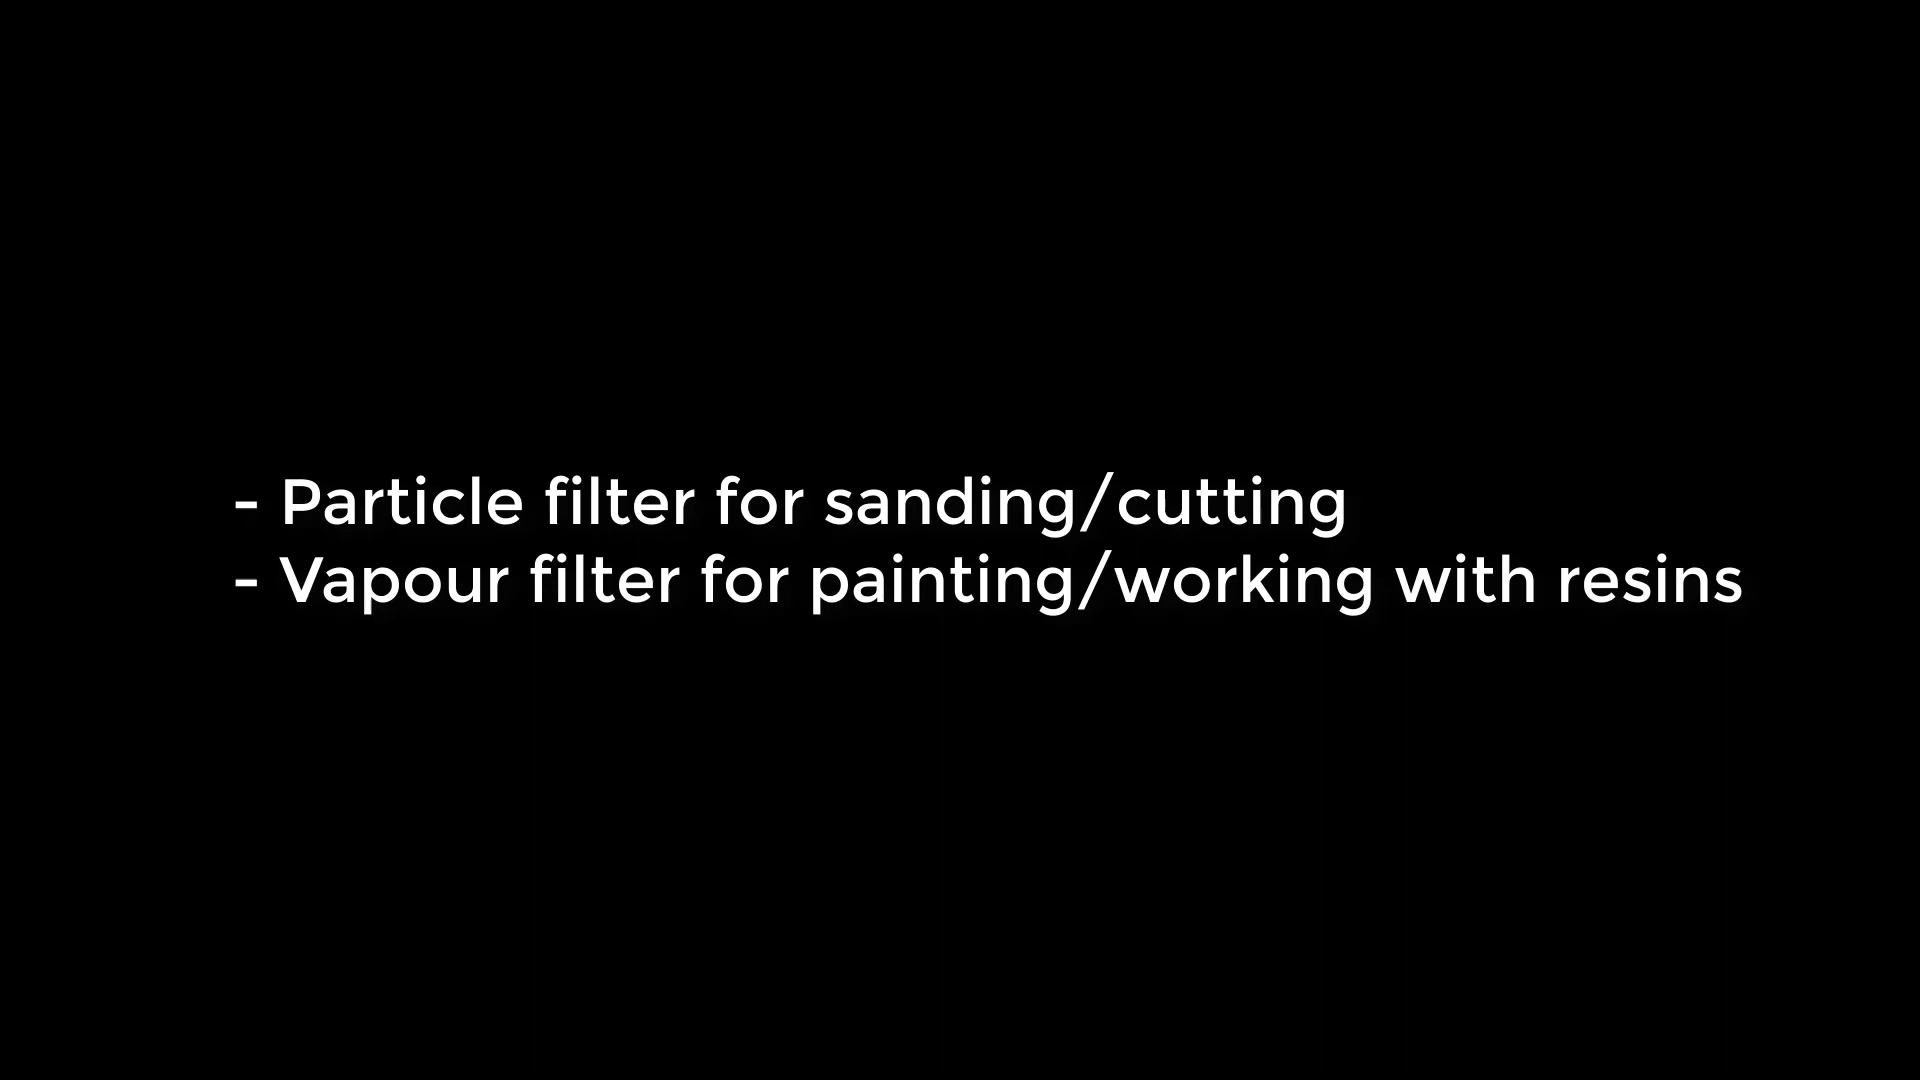 - Particle filter for sanding/cutting
- Vapour filter for painting/working with resins